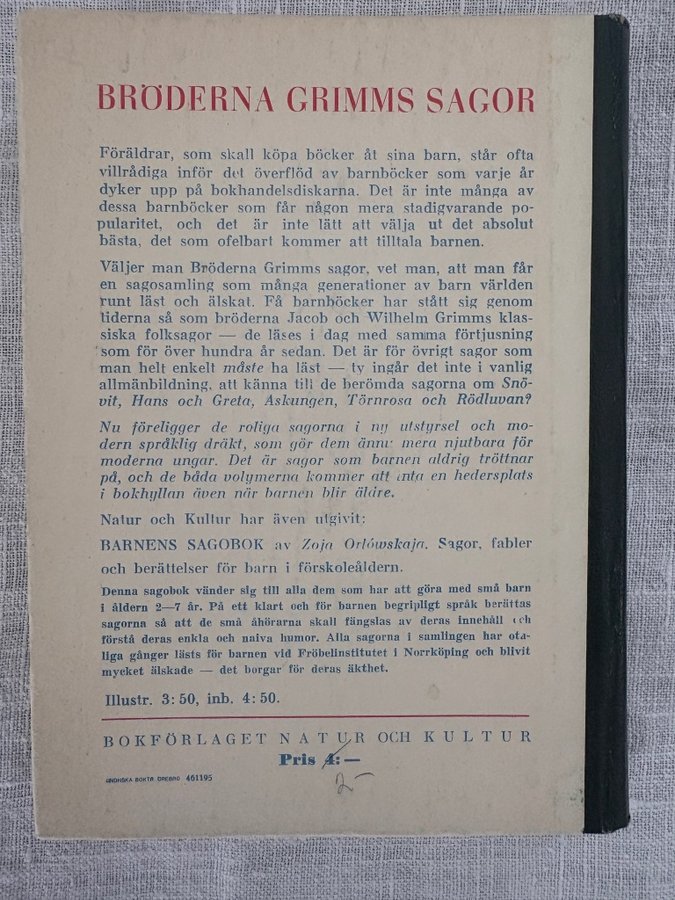 BRÖDERNA GRIMMS SAGOR
Föräldrar, som skall köpa böcker åt sina barn, står ofta
villrådiga inför det överflöd av barnböcker som varje år
dyker upp på bokhandelsdiskarna. Det är inte många av
dessa barnböcker som får någon mera stadigvarande po-
pularitet, och det är inte lätt att välja ut det absolut
bästa, det som ofelbart kommer att tilltala barnen.
Väljer man Bröderna Grimms sagor, vet man, att man får
en sagosamling som många generationer av barn världen
runt läst och älskat. Få barnböcker har stått sig genom
tiderna så som bröderna Jacob och Wilhelm Grimms klas-
siska folksagor — de läses i dag med samma förtjusning
som för över hundra år sedan. Det är för övrigt sagor som
man helt enkelt måste ha läst — ty ingår det inte i vanlig
allmänbildning, att känna till de berömda sagorna om Snö-
vit, Hans och Greta, Askungen, Törnrosa och Rödluvan?
Nu föreligger de roliga sagorna i ny utstyrsel och mo-
dern språklig dräkt, som gör dem ännu mera njutbara för
moderna ungar. Det är sagor som barnen aldrig tröttnar
på, och de båda volymerna kommer att inta en hedersplats
i bokhyllan även när barnen blir äldre.
Natur och Kultur har även utgivit:
BARNENS SAGOBOK av Zoja Orlówskaja. Sagor, fabler
och berättelser för barn i förskoleåldern.
Denna sagobok vänder sig till alla dem som har att göra med små barn
i åldern 2—7 år. På ett klart och för barnen begripligt språk berättas
sagorna så att de små åhörarna skall fängslas av deras innehåll och
förstå deras enkla och naiva humor. Alla sagorna i samlingen har ota-
liga gånger lästs för barnen vid Fröbelinstitutet i Norrköping och blivit
mycket älskade — det borgar för deras äkthet.
Illustr. 3:50, inb. 4:50.
BOKFÖRLAGET NATUR OCH KULTUR
Pris 4:—
2-
BOKTR. ÖREBRO 461195